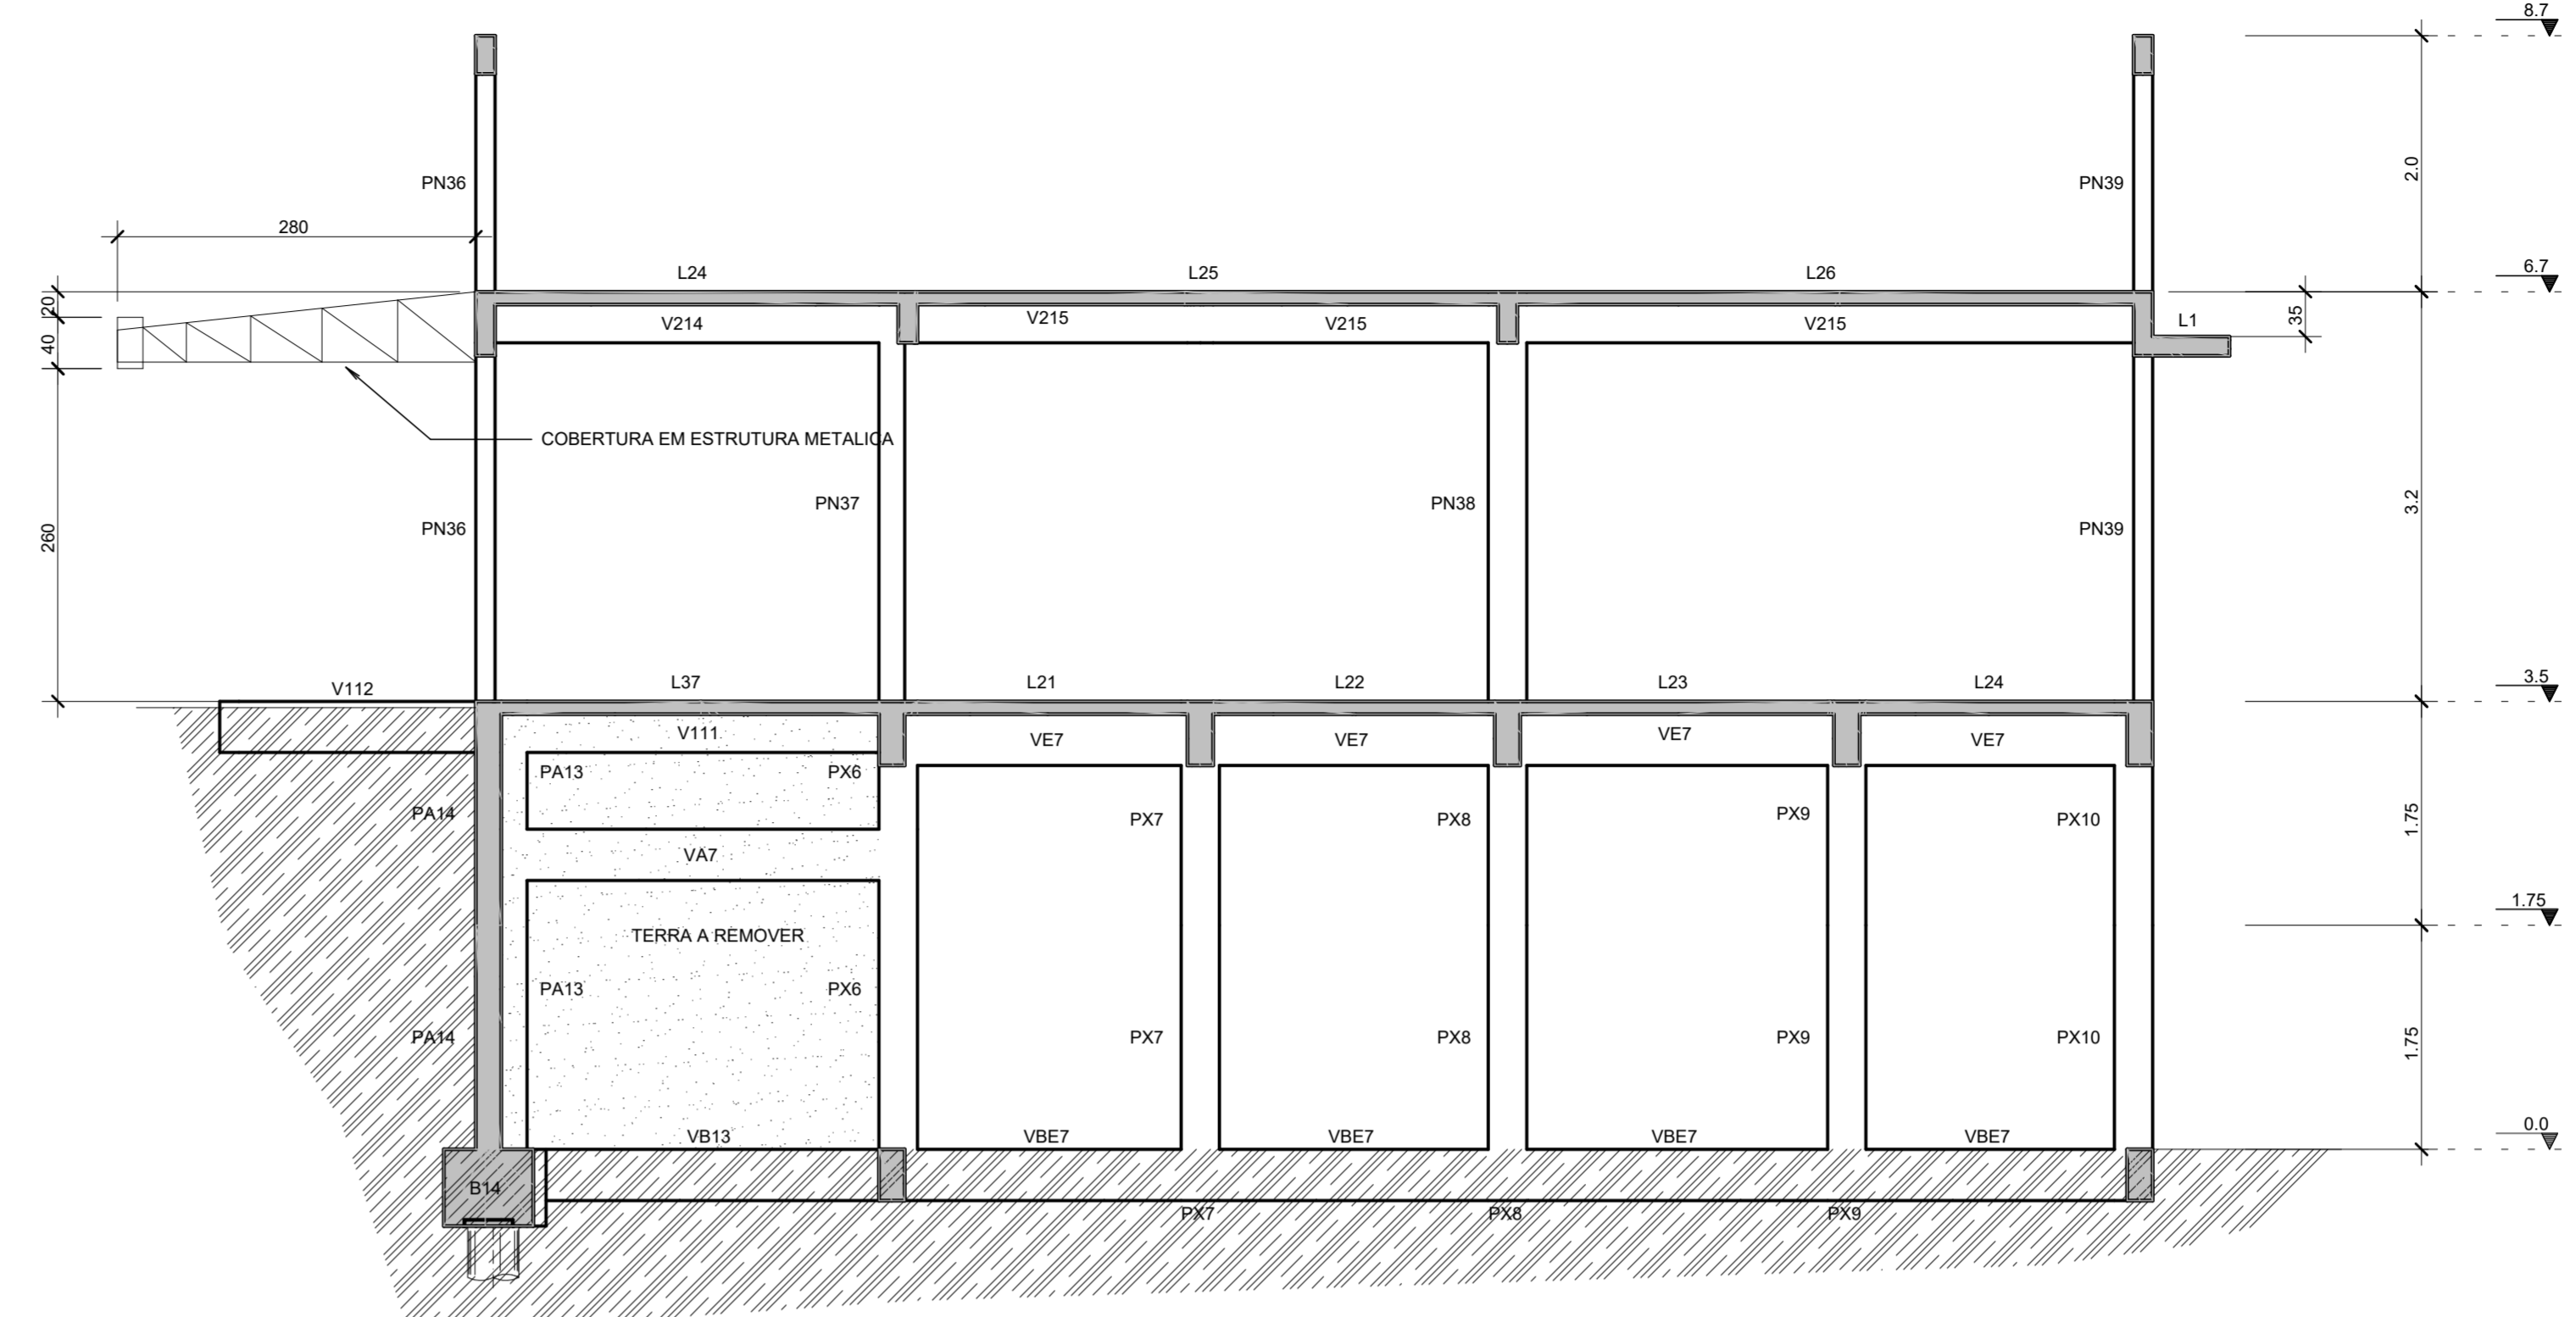 8.7
PN36
PN39
2.0
280
6.7
L24
L25
L26
20
40
V214
V215
V215
V215
L1
35
COBERTURA EM ESTRUTURA METALICA
PN37
PN38
3.2
PN36
PN39
260
3.5
V112
L37
L21
L22
L23
L24
V111
VE7
VE7
VE7
VE7
PA13
PX6
PA14
PX7
PX8
PX9
PX10
1.75
VA7
1.75
TERRA A REMOVER
PA13
PX6
PA14
PX7
PX8
PX9
PX10
1.75
0.0
VB13
VBE7
VBE7
VBE7
VBE7
B14
PX7
PX8
PX9